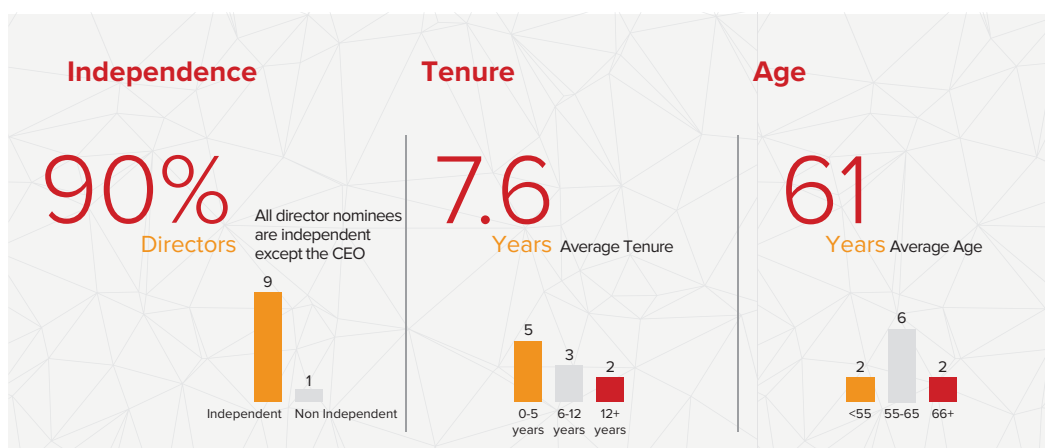 Independence
90%
Directors
All director nominees
are independent
except the CEO
9
1
Independent
Non Independent
Tenure
7.6
Years Average Tenure
5
3
2
0-5
years
6-12
years
12+
years
Age
61
Years Average Age
2
6
2
<55
55-65
66+